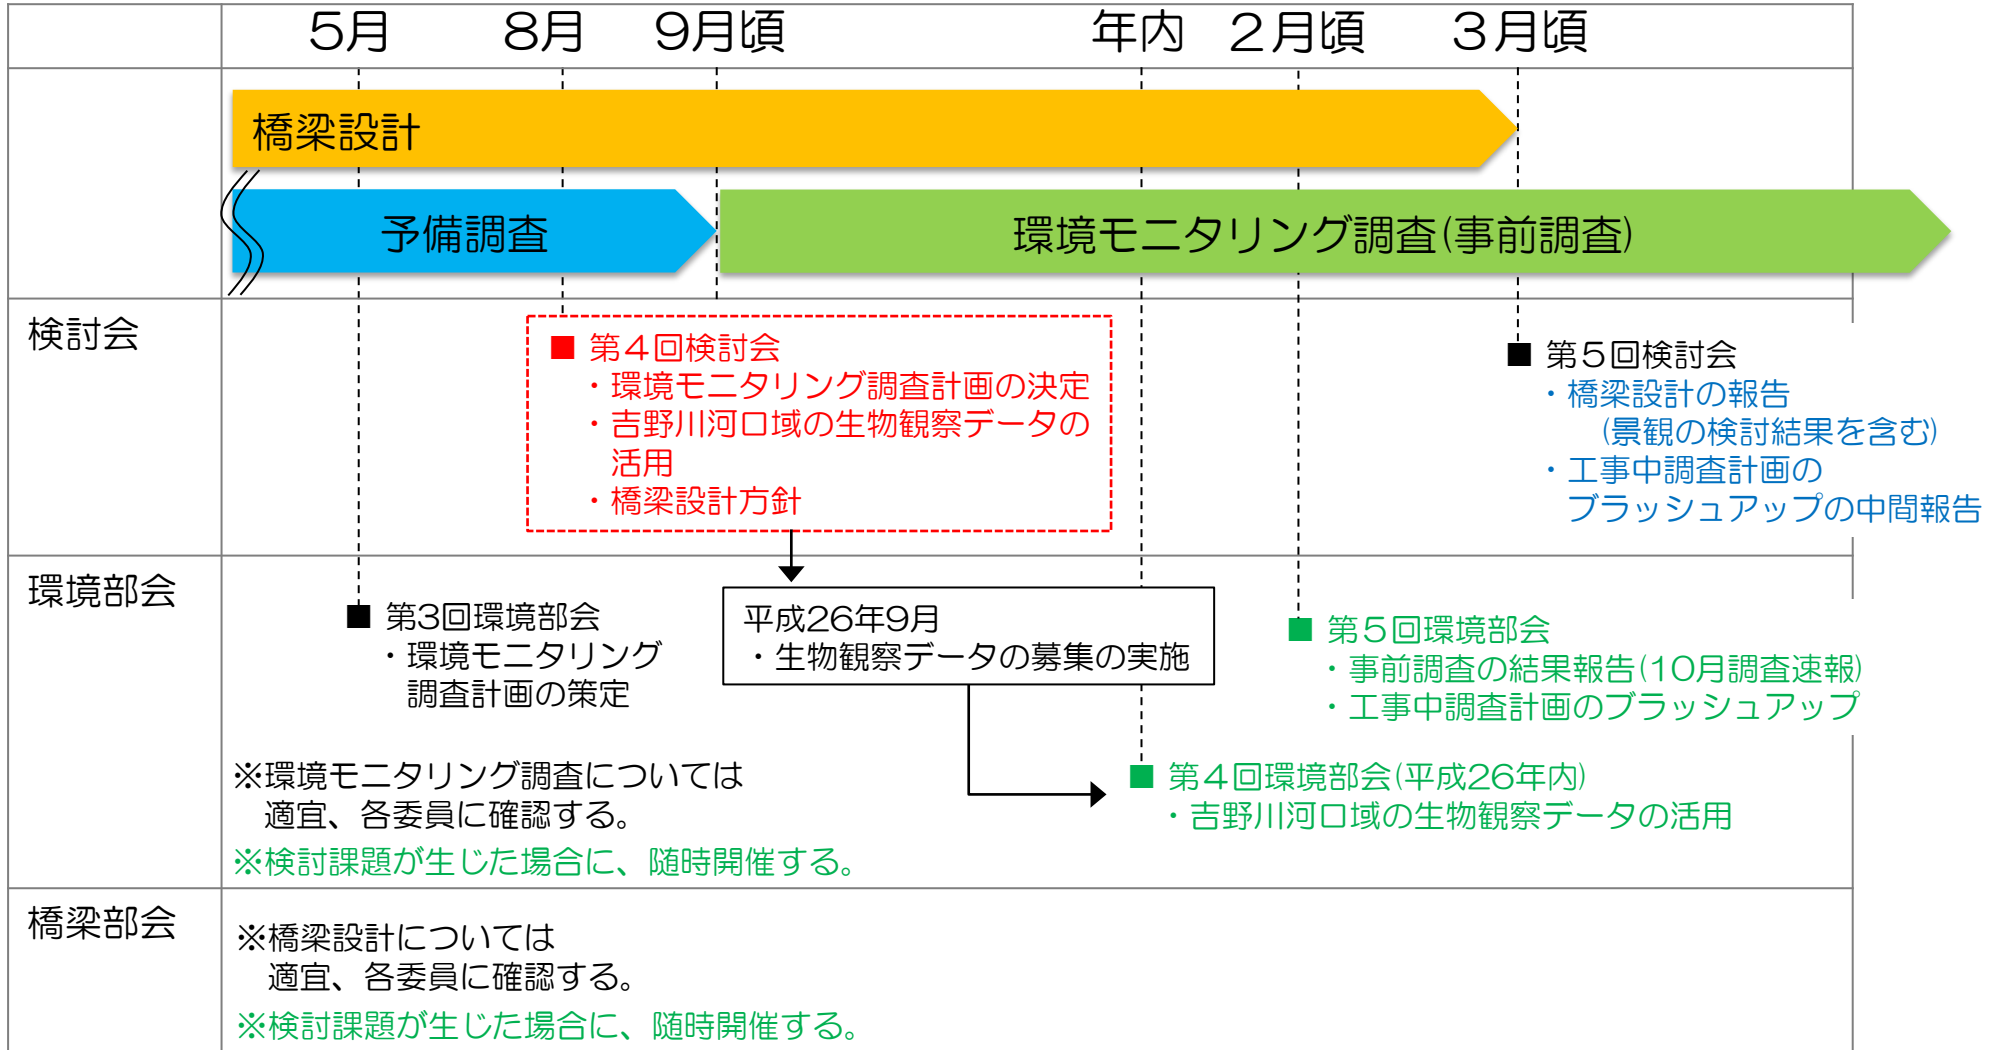 5月 8月 9月頃 年内 2月頃 3月頃
橋梁設計
予備調査
環境モニタリング調査(事前調査)
検討会
■ 第4回検討会
・環境モニタリング調査計画の決定
・吉野川河口域の生物観察データの
活用
・橋梁設計方針
■ 第5回検討会
・橋梁設計の報告
(景観の検討結果を含む)
・工事中調査計画の
ブラッシュアップの中間報告
環境部会
■ 第3回環境部会
・環境モニタリング
調査計画の策定
平成26年9月
・生物観察データの募集の実施
■ 第5回環境部会
・事前調査の結果報告(10月調査速報)
・工事中調査計画のブラッシュアップ
■ 第4回環境部会(平成26年内)
・吉野川河口域の生物観察データの活用
※環境モニタリング調査については
適宜、各委員に確認する。
※検討課題が生じた場合に、随時開催する。
橋梁部会
※橋梁設計については
適宜、各委員に確認する。
※検討課題が生じた場合に、随時開催する。